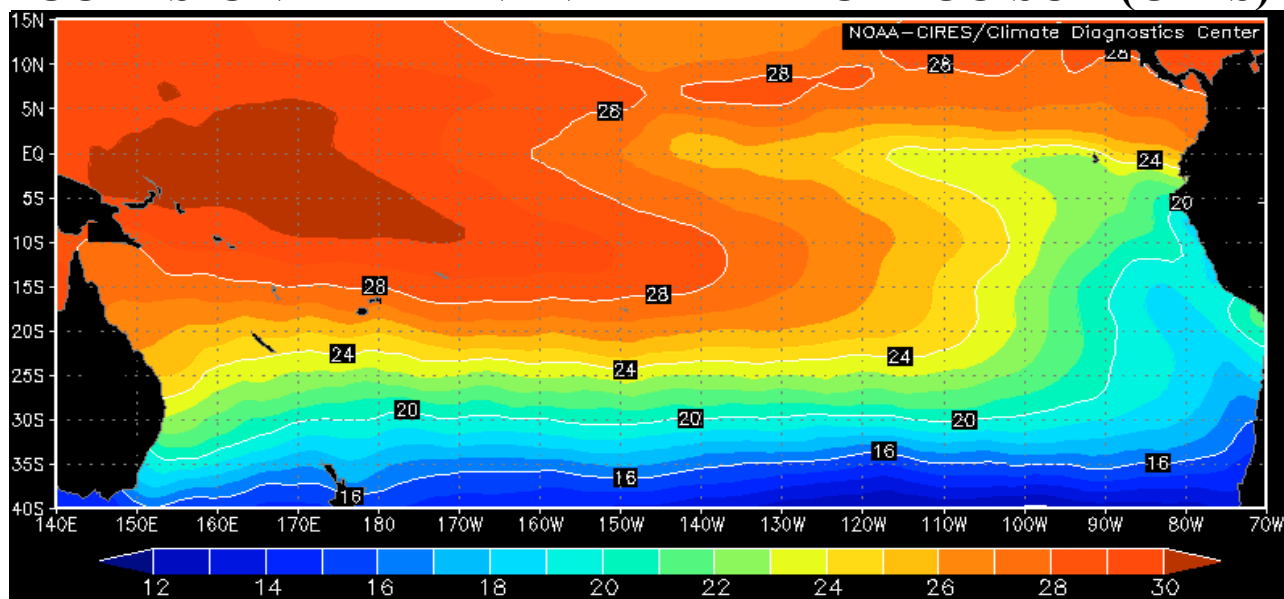 15N
NOAA-CIRES/Climate Diagnostics Center
10N 28 28 28
5N 28
EQ 24
5S 20
10S
15S 28 28
20S
25S 24 24 24
30S 20 20 20
35S 16 16
40S 16
140E 150E 160E 170E 180 170W 160W 150W 140W 130W 120W 110W 100W 90W 80W 70W
12 14 16 18 20 22 24 26 28 30